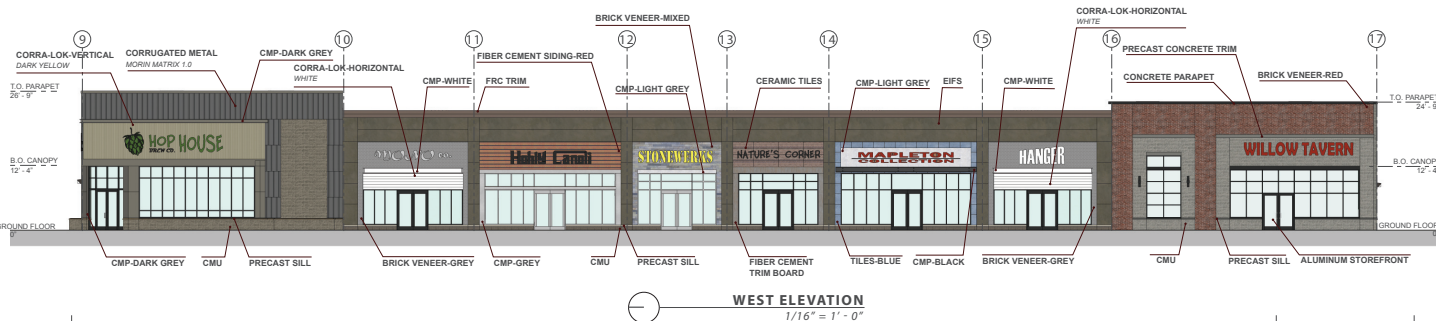 BRICK VENEER-MIXED
CORRA-LOK-HORIZONTAL
WHITE
9
10
11
12
13
14
15
16
17
CORRA-LOK-VERTICAL
DARK YELLOW
CORRUGATED METAL
MORIN MATRIX 1.0
CMP-DARK GREY
CORRA-LOK-HORIZONTAL
WHITE
CMP-WHITE
FIBER CEMENT SIDING-RED
FRC TRIM
CMP-LIGHT GREY
CERAMIC TILES
CMP-LIGHT GREY
EIFS
CMP-WHITE
PRECAST CONCRETE TRIM
CONCRETE PARAPET
BRICK VENEER-RED
T.O. PARAPET
26' - 9"
T.O. PARAPE
24' - 9
B.O. CANOPY
12' - 4"
B.O. CANOP
12' - 4
HOP HOUSE
BREW CO.
STONEWERKS
NATURE'S CORNER
MAPLETON
COLLECTION
HANGER
WILLOW TAVERN
GROUND FLOOR
0"
GROUND FLOOR
CMP-DARK GREY
CMU
PRECAST SILL
BRICK VENEER-GREY
CMP-GREY
CMU
PRECAST SILL
FIBER CEMENT
TRIM BOARD
TILES-BLUE
CMP-BLACK
BRICK VENEER-GREY
CMU
PRECAST SILL
ALUMINUM STOREFRONT
WEST ELEVATION
1/16" = 1' - 0"